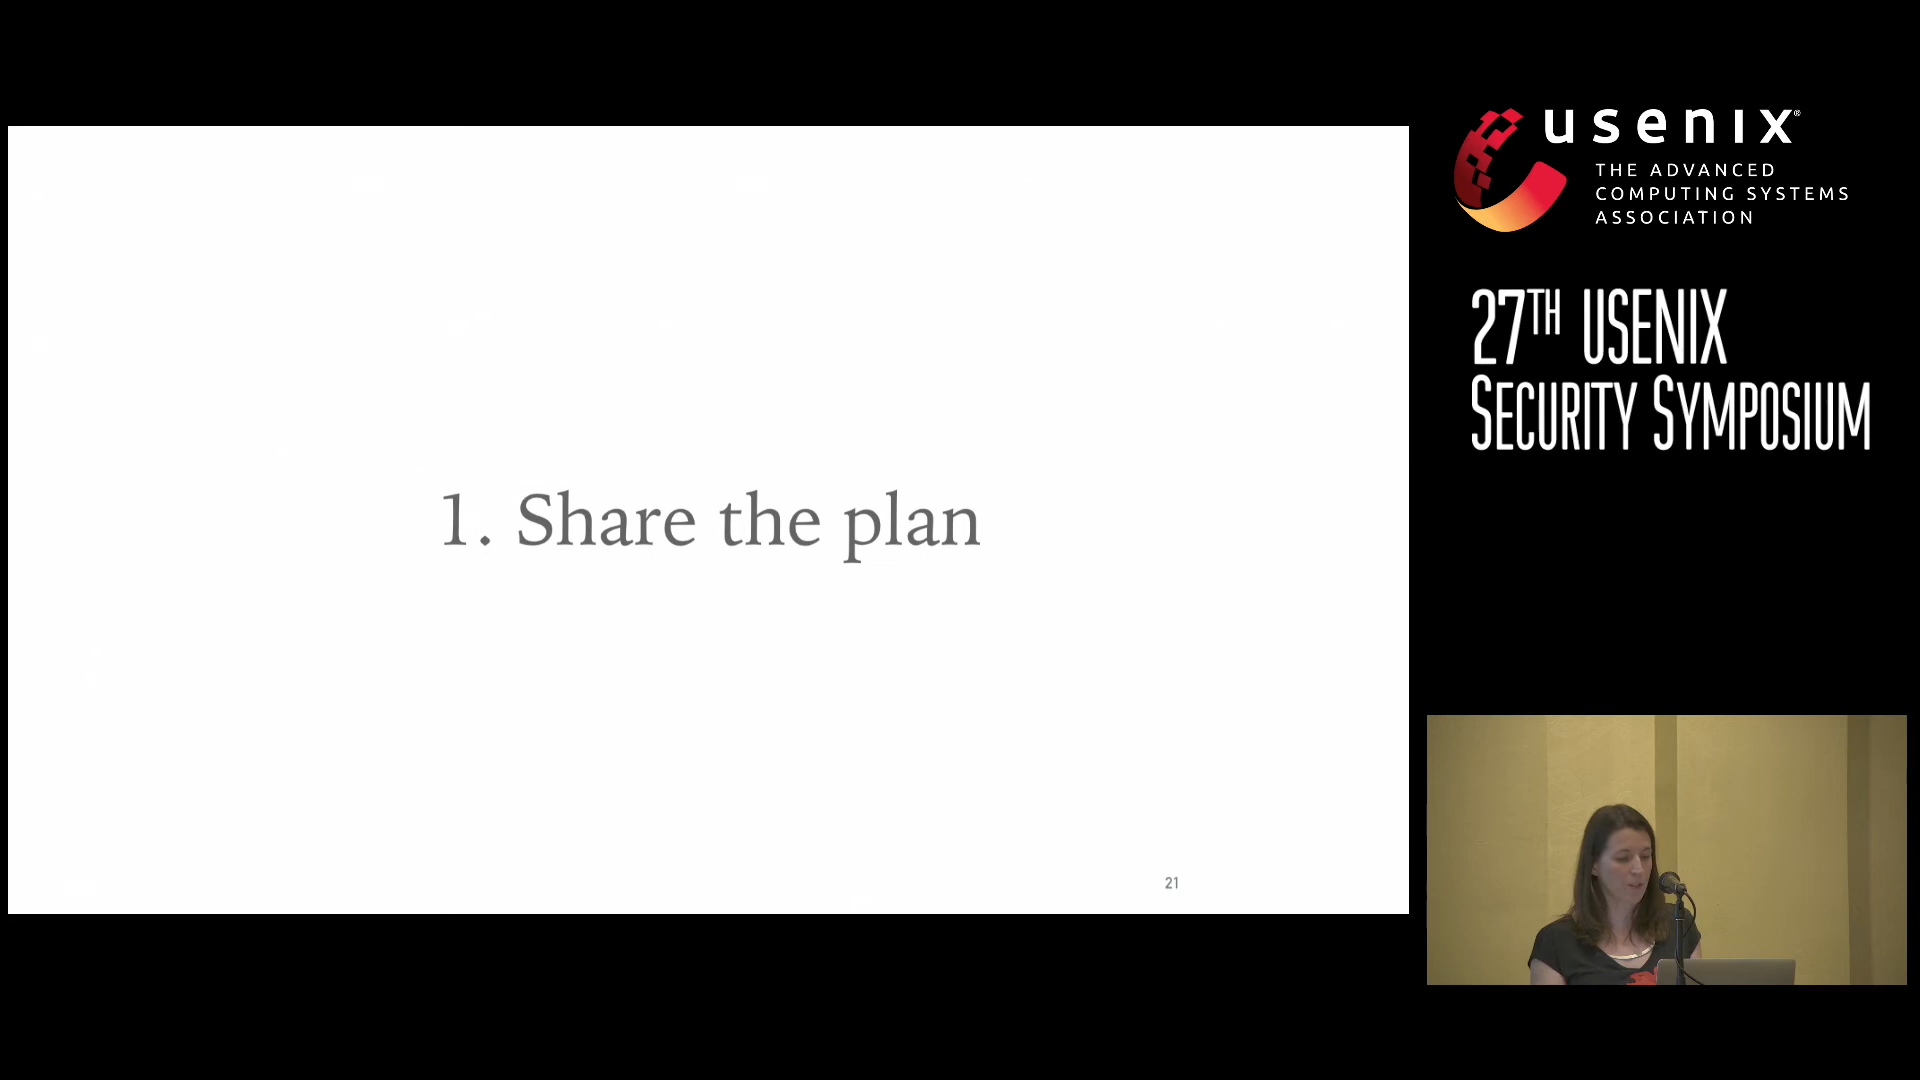 1. Share the plan
21
usenix®
THE ADVANCED
COMPUTING SYSTEMS
ASSOCIATION
27TH USENIX
SECURITY SYMPOSIUM